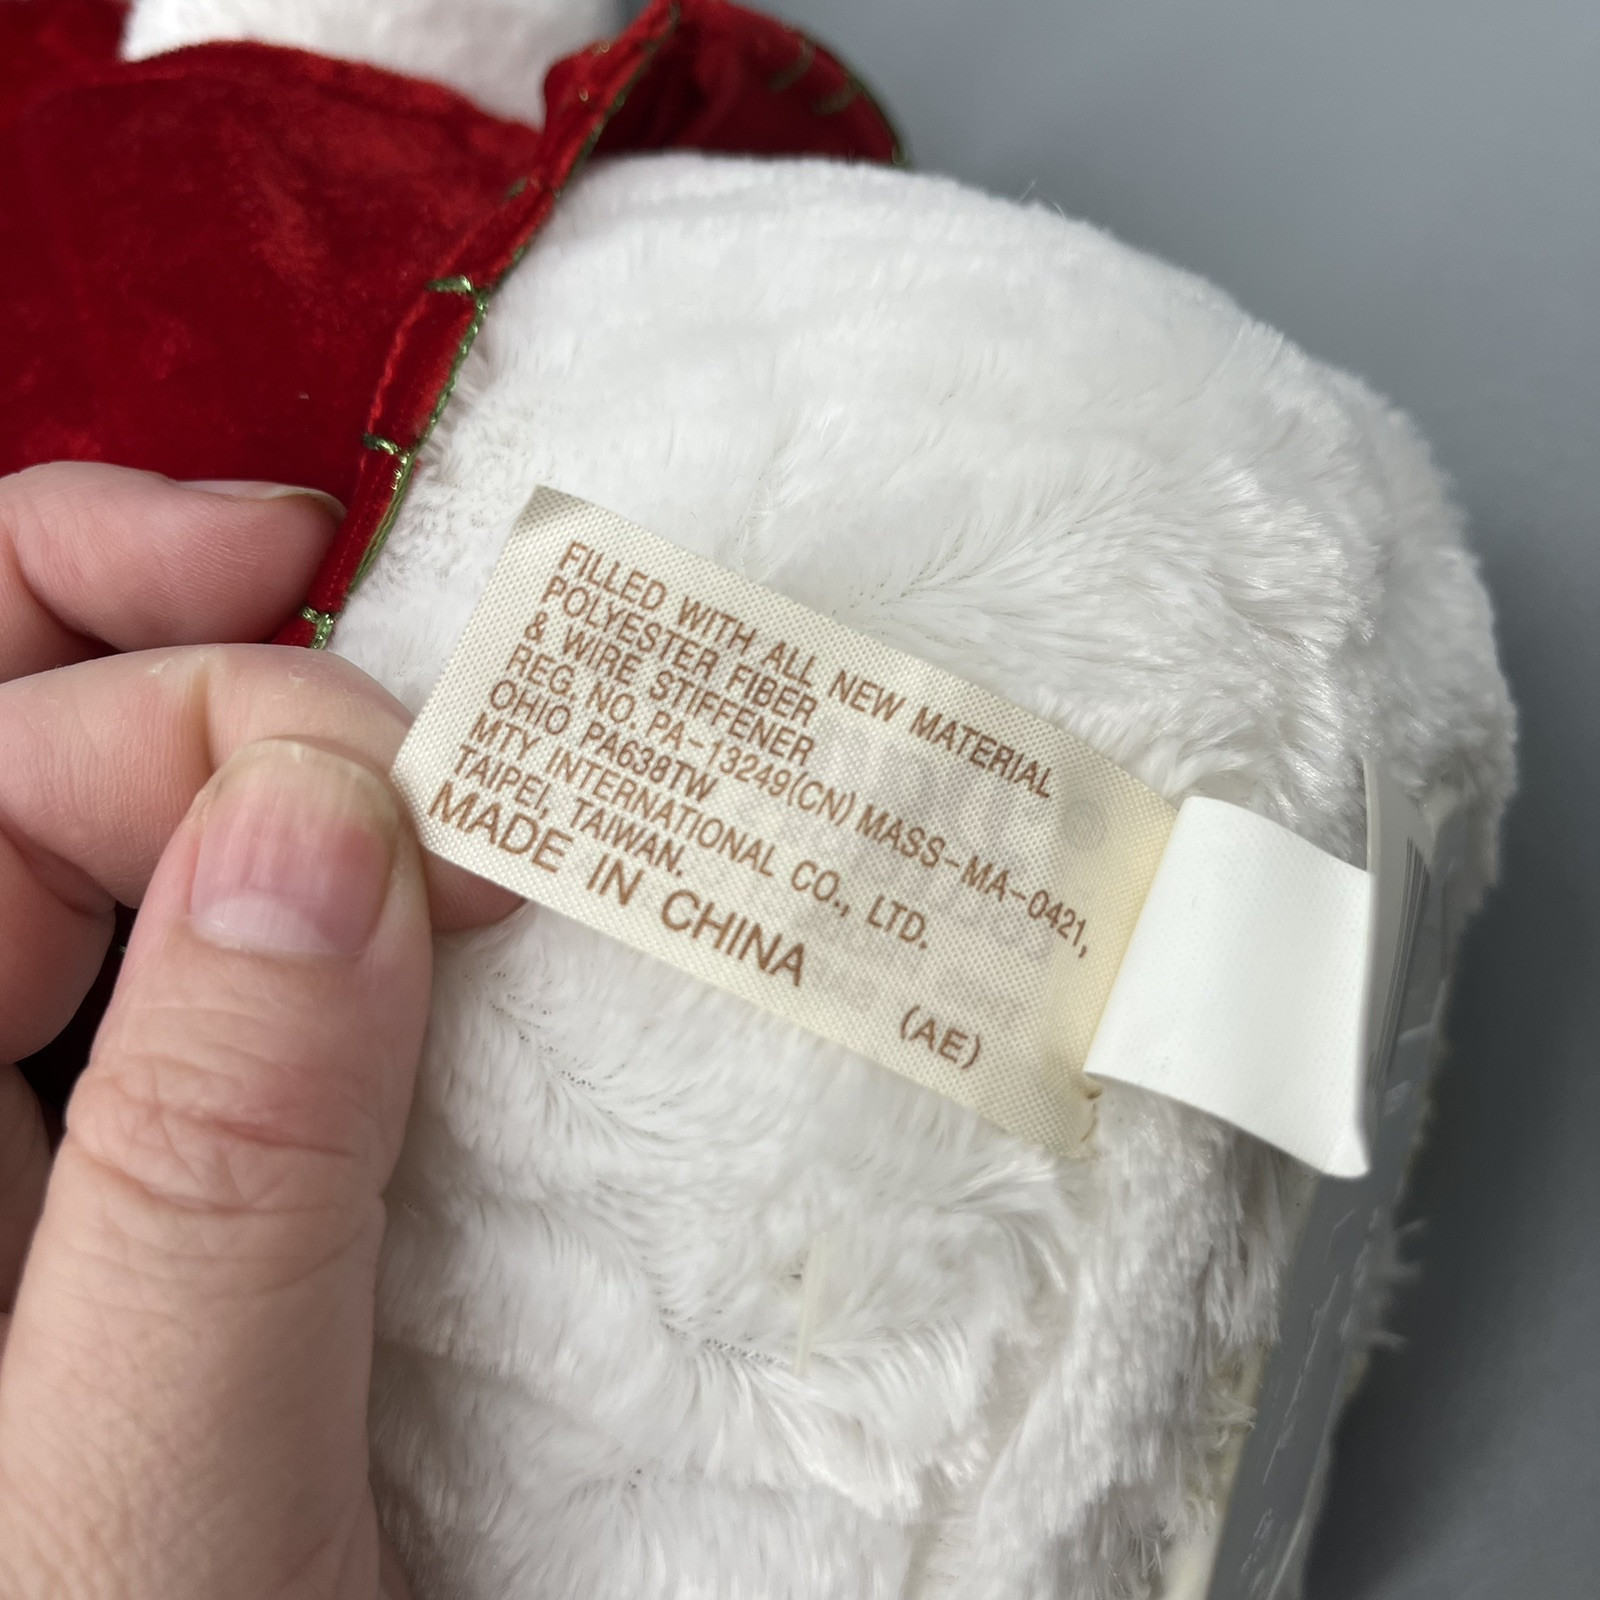 FILLED WITH ALL NEW MATERIAL
POLYESTER FIBER
& WIRE STIFFENER
REG. NO. PA-13249(CN) MASS-MA-0421,
OHIO PA638TW
MTY INTERNATIONAL CO., LTD.
TAIPEI, TAIWAN.
MADE IN CHINA
(AE)